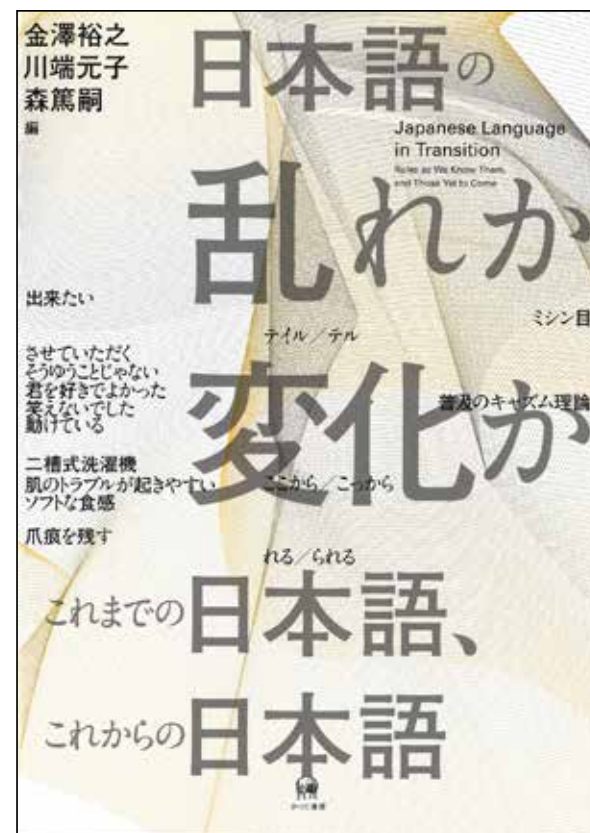 金澤裕之
川端元子
森篤嗣
編
日本語の
Japanese Language
in Transition
Rules as We Know Them,
and Those Yet to Come
乱れか
出来たい
ミシン目
テイル／テル
させていただく
そうゆうことじゃない
君を好きでよかった
笑えないでした
動けている
変化か
普及のキャズム理論
二槽式洗濯機
肌のトラブルが起きやすい
ソフトな食感
ここから／こっから
爪痕を残す
れる／られる
これまでの日本語、
これからの日本語
ひつじ書房